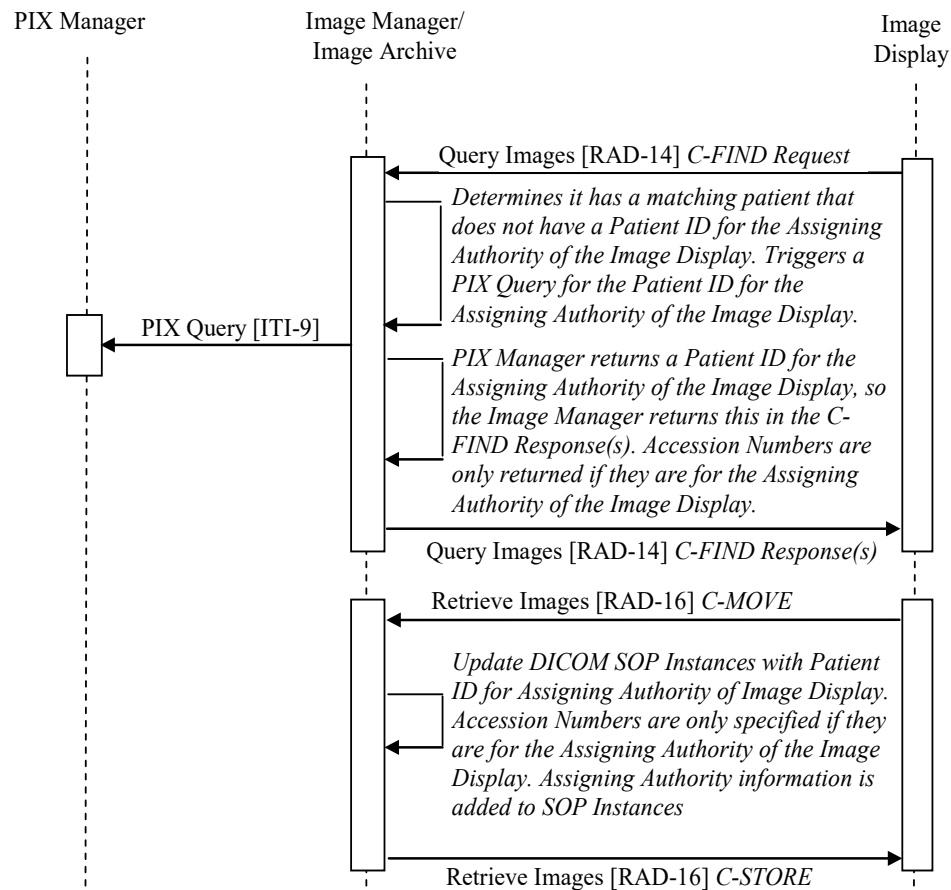 PIX Manager
Image Manager/
Image Archive
Image
Display
Query Images [RAD-14] C-FIND Request
Determines it has a matching patient that
does not have a Patient ID for the Assigning
Authority of the Image Display. Triggers a
PIX Query for the Patient ID for the
Assigning Authority of the Image Display.
PIX Query [ITI-9]
PIX Manager returns a Patient ID for the
Assigning Authority of the Image Display, so
the Image Manager returns this in the C-
FIND Response(s). Accession Numbers are
only returned if they are for the Assigning
Authority of the Image Display.
Query Images [RAD-14] C-FIND Response(s)
Retrieve Images [RAD-16] C-MOVE
Update DICOM SOP Instances with Patient
ID for Assigning Authority of Image Display.
Accession Numbers are only specified if they
are for the Assigning Authority of the Image
Display. Assigning Authority information is
added to SOP Instances
Retrieve Images [RAD-16] C-STORE